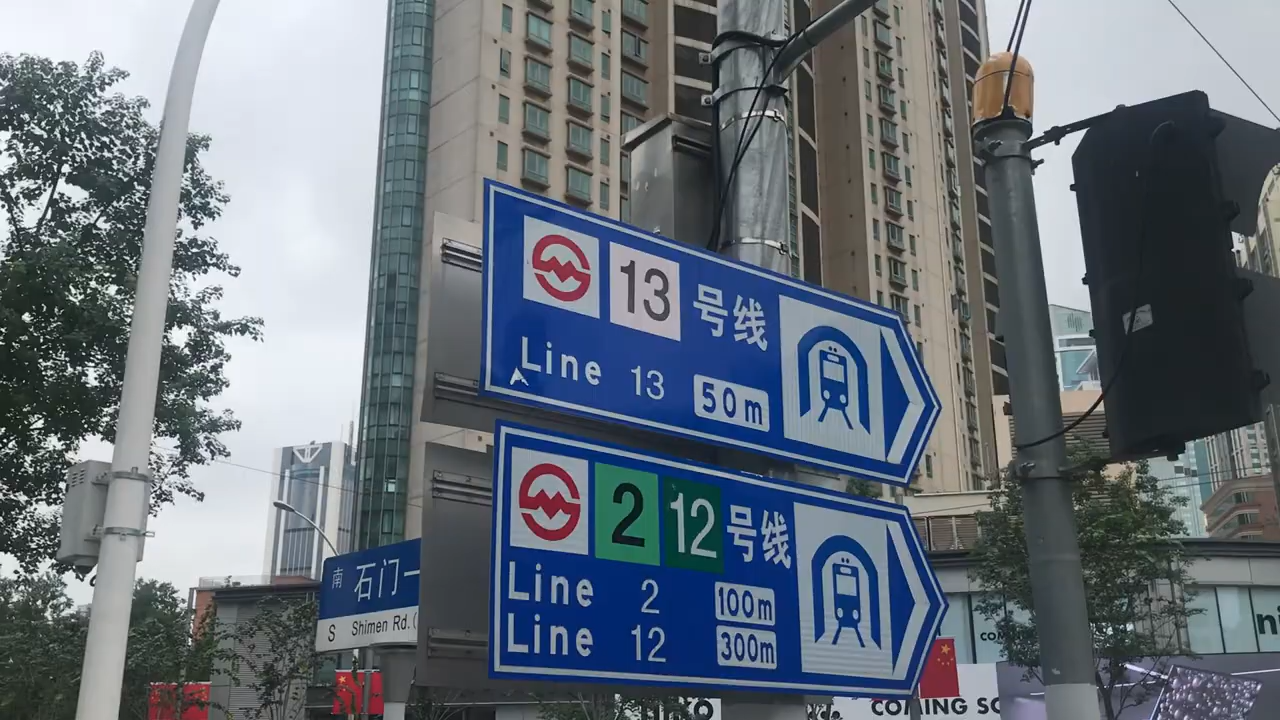 13 号线
Line 13 50m
2 12 号线
Line 2 100m
Line 12 300m
南 石门一
S Shimen Rd.(
COMING SO